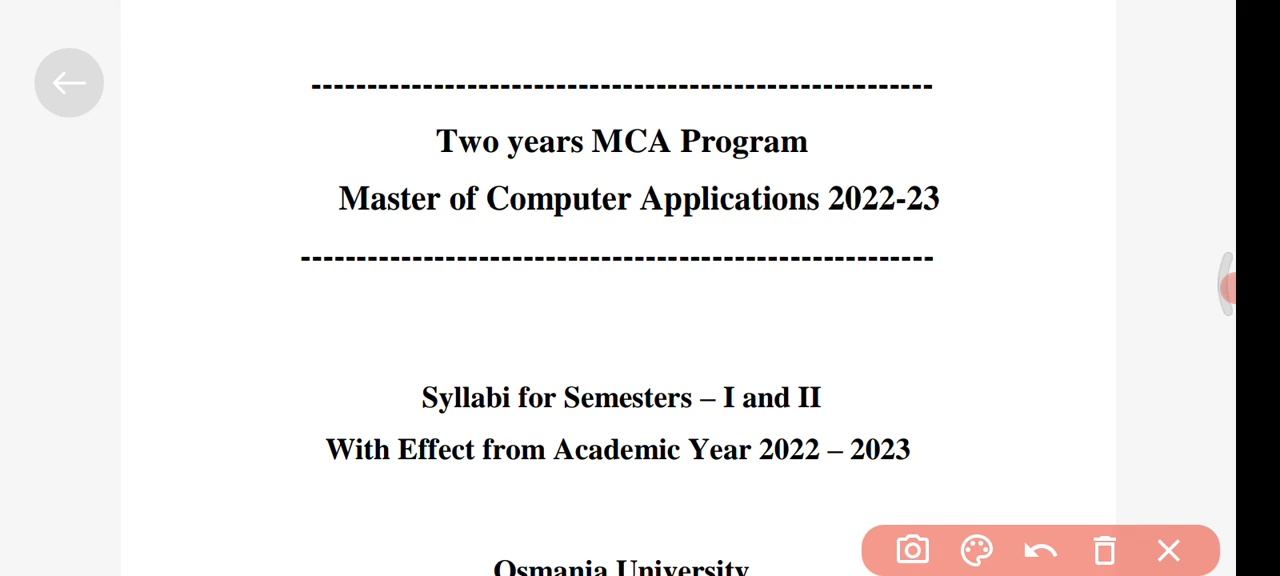 --------------------------------------------------------
Two years MCA Program
Master of Computer Applications 2022-23
---------------------------------------------------------
Syllabi for Semesters – I and II
With Effect from Academic Year 2022 – 2023
Osmania University